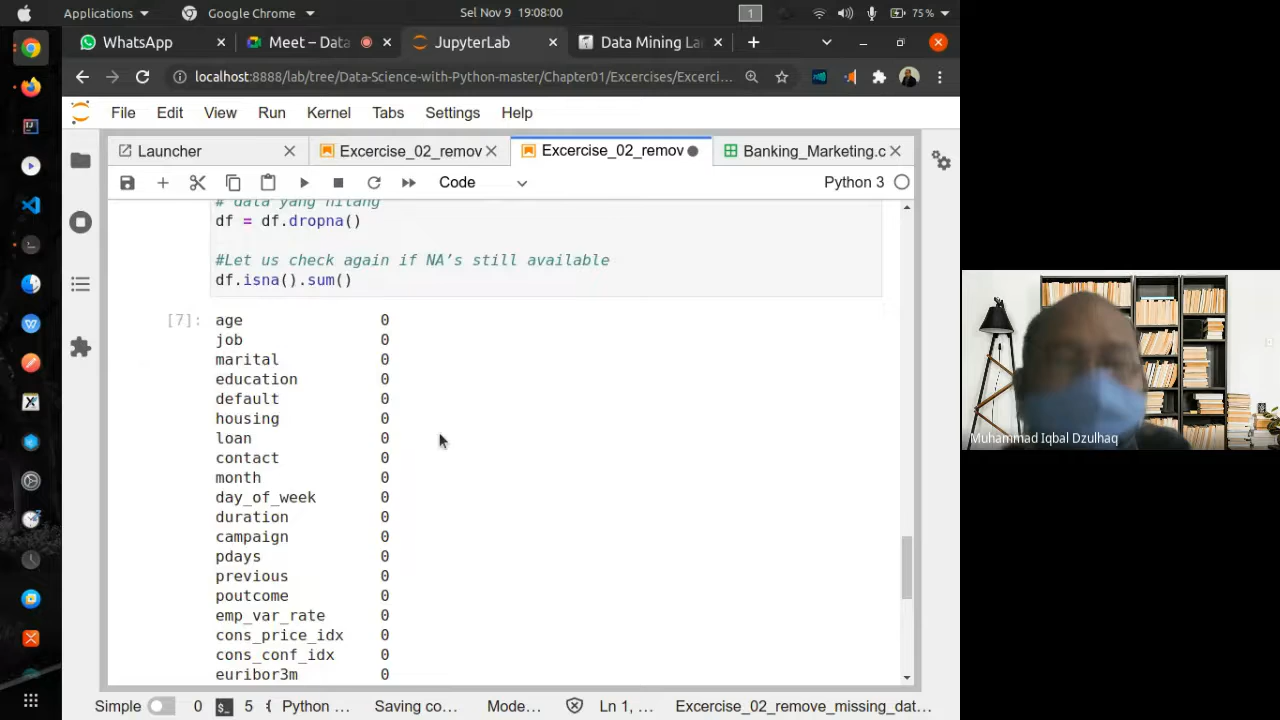 Applications
Google Chrome
Sel Nov 9 19:08:00
1
75 %
WhatsApp
Meet – Data
JupyterLab
Data Mining La
localhost:8888/lab/tree/Data-Science-with-Python-master/Chapter01/Excercises/Excerci...
File Edit View Run Kernel Tabs Settings Help
Launcher
Excercise_02_remov
Excercise_02_remov
Banking_Marketing.c
Code
Python 3
# data yang hilang
df = df.dropna()
#Let us check again if NA’s still available
df.isna().sum()
[7]: age 0
job 0
marital 0
education 0
default 0
housing 0
loan 0
contact 0
month 0
day_of_week 0
duration 0
campaign 0
pdays 0
previous 0
poutcome 0
emp_var_rate 0
cons_price_idx 0
cons_conf_idx 0
euribor3m 0
Simple 0 5 Python ... Saving co... Mode... Ln 1, ... Excercise_02_remove_missing_dat...
Muhammad Iqbal Dzulhaq